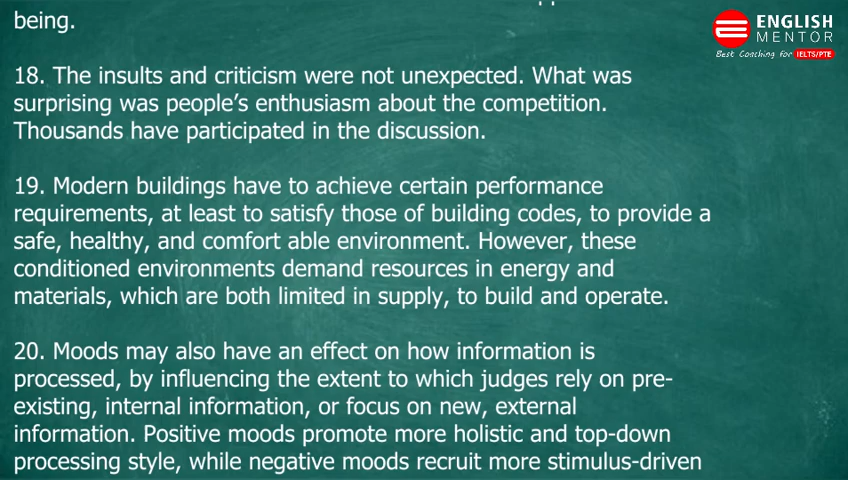 being.
ENGLISH
MENTOR
Best Coaching for IELTS/PTE
18. The insults and criticism were not unexpected. What was
surprising was people’s enthusiasm about the competition.
Thousands have participated in the discussion.
19. Modern buildings have to achieve certain performance
requirements, at least to satisfy those of building codes, to provide a
safe, healthy, and comfort able environment. However, these
conditioned environments demand resources in energy and
materials, which are both limited in supply, to build and operate.
20. Moods may also have an effect on how information is
processed, by influencing the extent to which judges rely on pre-
existing, internal information, or focus on new, external
information. Positive moods promote more holistic and top-down
processing style, while negative moods recruit more stimulus-driven